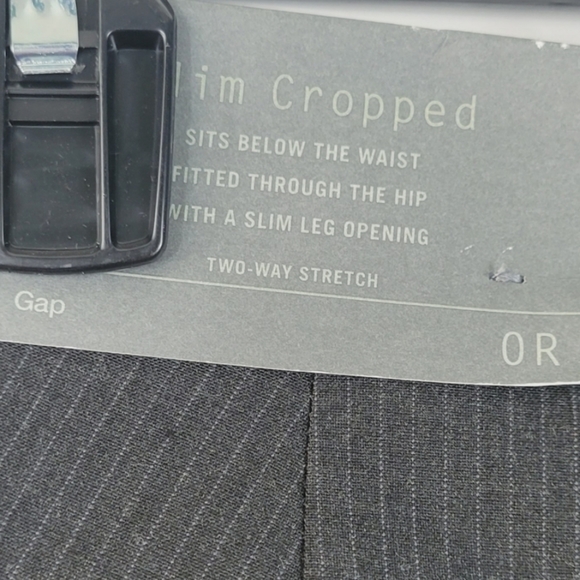 lim Cropped
SITS BELOW THE WAIST
FITTED THROUGH THE HIP
WITH A SLIM LEG OPENING
TWO-WAY STRETCH
Gap
OR